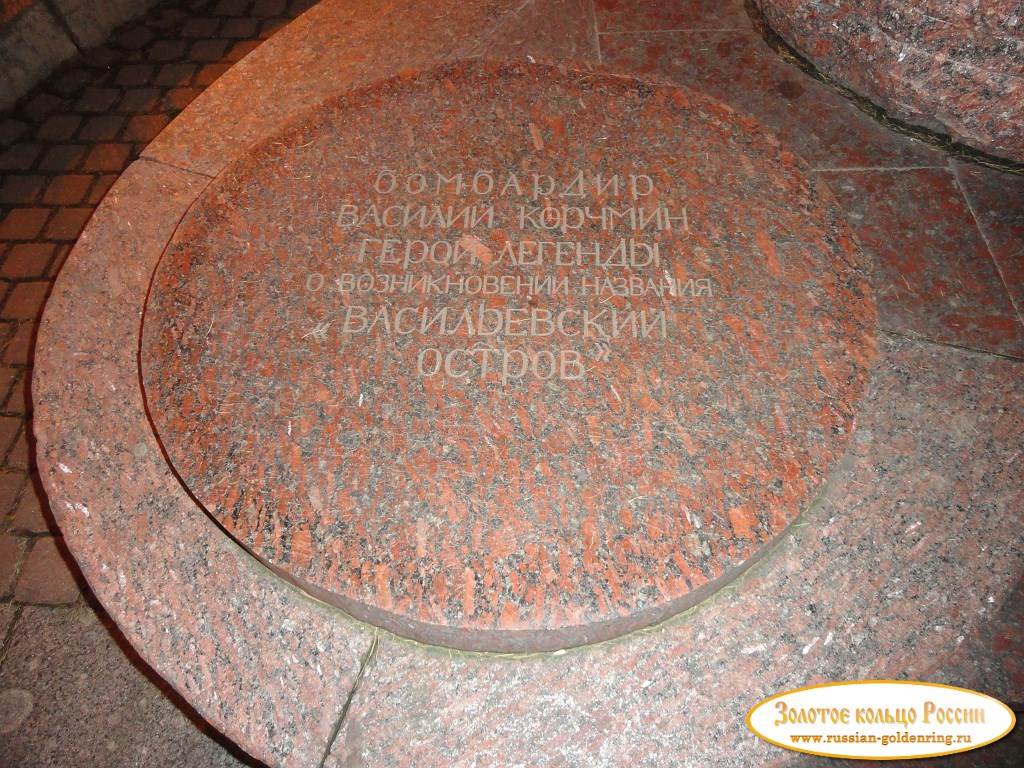 бомбардир
ВАСИЛИЙ КОРЧМИН
ГЕРОЙ ЛЕГЕНДЫ
О ВОЗНИКНОВЕНИИ НАЗВАНИЯ
„ВАСИЛЬЕВСКИЙ
ОСТРОВ”
Золотое кольцо России
www.russian-goldenring.ru